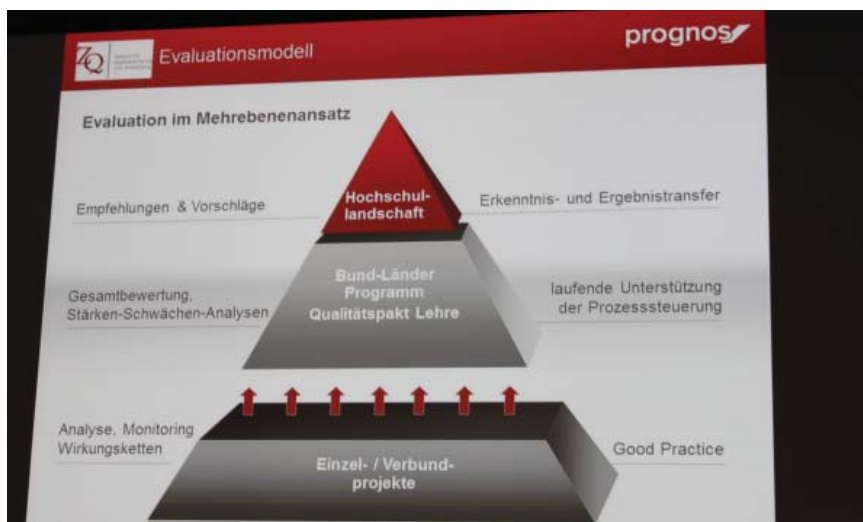 ZQ
Evaluationsmodell
prognos
Evaluation im Mehrebenenansatz
Hochschul-
landschaft
Empfehlungen & Vorschläge
Erkenntnis- und Ergebnistransfer
Bund-Länder
Programm
Qualitätspakt Lehre
Gesamtbewertung,
Stärken-Schwächen-Analysen
laufende Unterstützung
der Prozesssteuerung
Analyse, Monitoring
Wirkungsketten
Good Practice
Einzel- / Verbund-
projekte